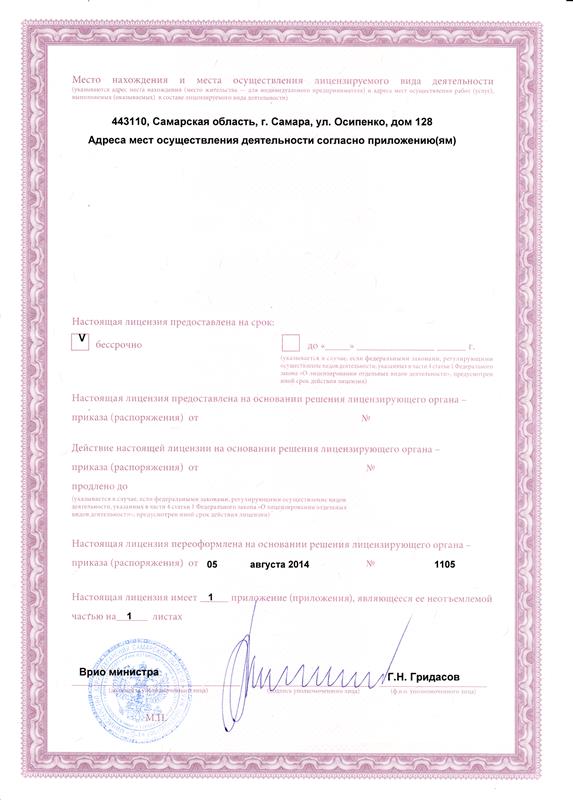 Место нахождения и места осуществления лицензируемого вида деятельности
(указываются адрес места нахождения (место жительства — для индивидуального предпринимателя) и адрес мест осуществления работ (услуг),
выполняемых (оказываемых) в составе лицензируемого вида деятельности)
443110, Самарская область, г. Самара, ул. Осипенко, дом 128
Адреса мест осуществления деятельности согласно приложению(ям)
Настоящая лицензия предоставлена на срок:
V бессрочно
до «_____» ______________________ г.
(указывается в случае, если федеральными законами, регулирующими
осуществление видов деятельности, указанных в части 4 статьи 1 Федерального
закона «О лицензировании отдельных видов деятельности», предусмотрен
иной срок действия лицензии)
Настоящая лицензия предоставлена на основании решения лицензирующего органа –
приказа (распоряжения) от №
Действие настоящей лицензии на основании решения лицензирующего органа –
приказа (распоряжения) от №
продлено до
(указывается в случае, если федеральными законами, регулирующими осуществление видов
деятельности, указанных в части 4 статьи 1 Федерального закона «О лицензировании отдельных
видов деятельности», предусмотрен иной срок действия лицензии)
Настоящая лицензия переоформлена на основании решения лицензирующего органа –
приказа (распоряжения) от 05 августа 2014 № 1105
Настоящая лицензия имеет 1 приложение (приложения), являющееся ее неотъемлемой
частью на 1 листах
Врио министра Г.Н. Гридасов
(должность уполномоченного лица) (подпись уполномоченного лица) (ф.и.о. уполномоченного лица)
М.П.